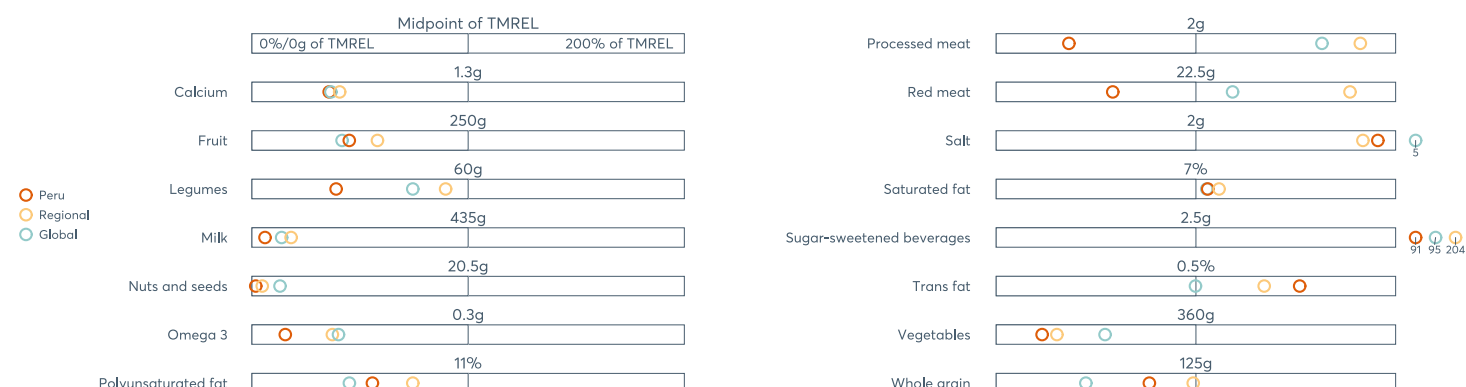 Midpoint of TMREL
0%/0g of TMREL
200% of TMREL
1.3g
Calcium
250g
Fruit
60g
Legumes
435g
Milk
20.5g
Nuts and seeds
0.3g
Omega 3
11%
Polyunsaturated fat
Peru
Regional
Global
2g
Processed meat
22.5g
Red meat
2g
Salt
5
7%
Saturated fat
2.5g
Sugar-sweetened beverages
91 95 204
0.5%
Trans fat
360g
Vegetables
125g
Whole grain